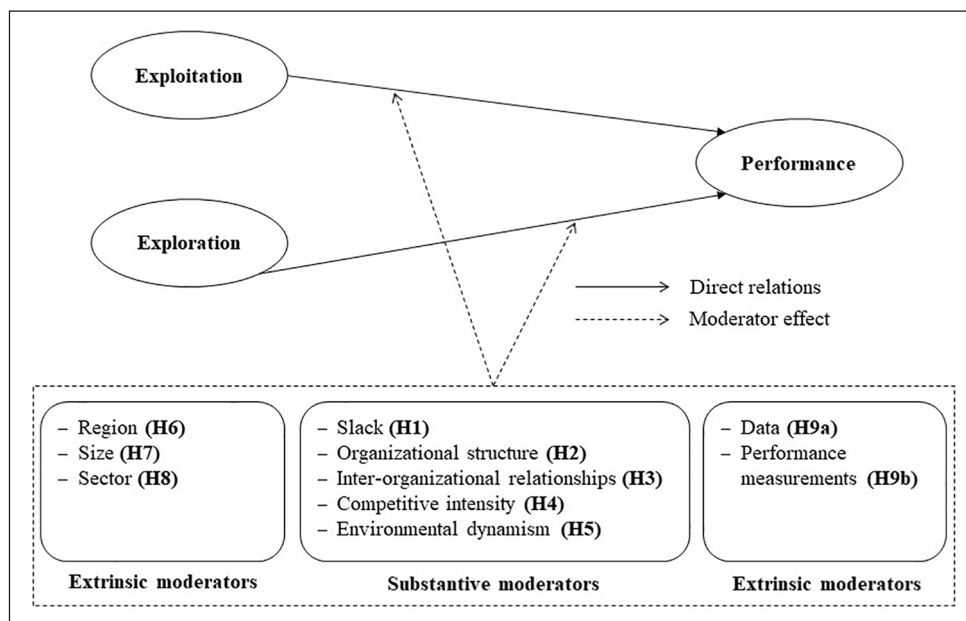 Exploitation
Performance
Exploration
Direct relations
Moderator effect
– Region (H6)
– Size (H7)
– Sector (H8)
Extrinsic moderators
– Slack (H1)
– Organizational structure (H2)
– Inter-organizational relationships (H3)
– Competitive intensity (H4)
– Environmental dynamism (H5)
Substantive moderators
– Data (H9a)
– Performance
measurements (H9b)
Extrinsic moderators